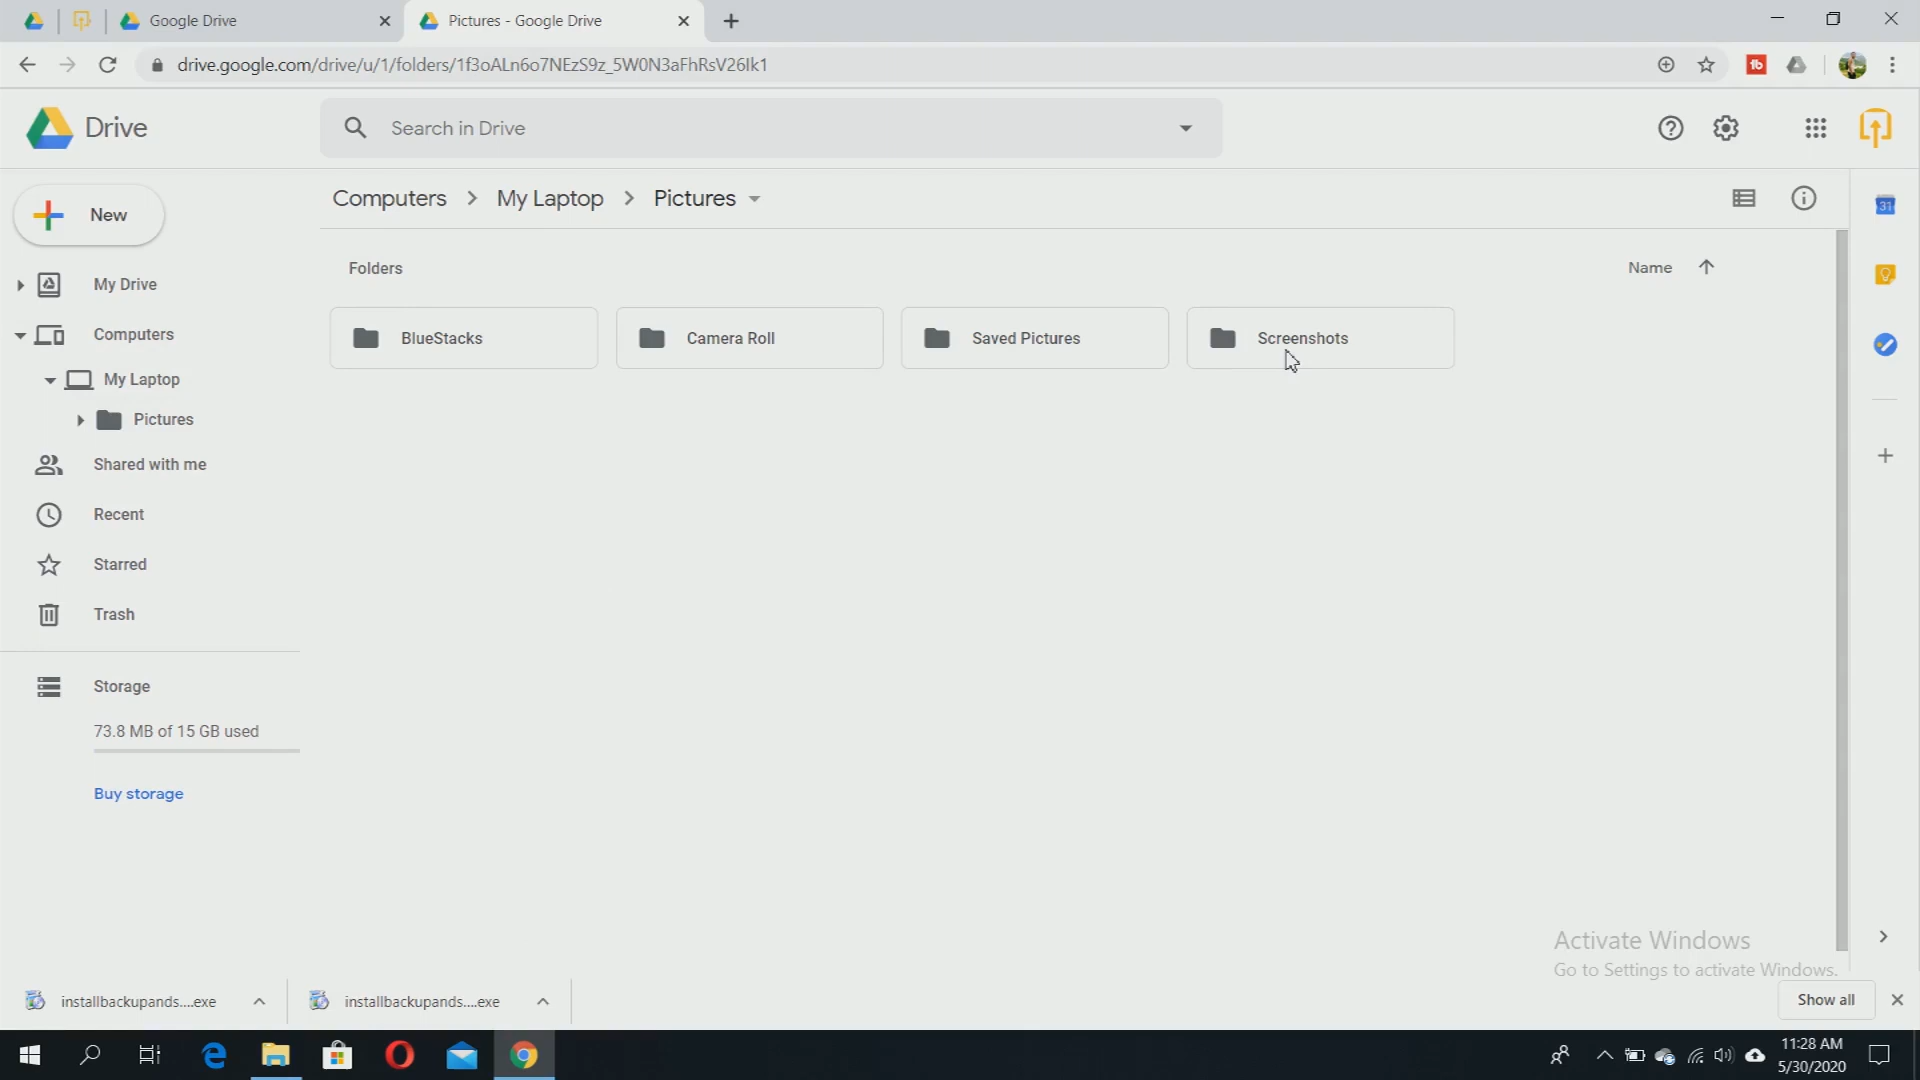 Google Drive
Pictures - Google Drive
drive.google.com/drive/u/1/folders/1f3oALn6o7NEzS9z_5W0N3aFhRsV26Ik1
Drive
Search in Drive
New
Computers > My Laptop > Pictures
My Drive
Computers
My Laptop
Pictures
Shared with me
Recent
Starred
Trash
Storage
73.8 MB of 15 GB used
Buy storage
Folders
Name
BlueStacks
Camera Roll
Saved Pictures
Screenshots
31
Activate Windows
Go to Settings to activate Windows.
installbackupands....exe
installbackupands....exe
Show all
11:28 AM
5/30/2020